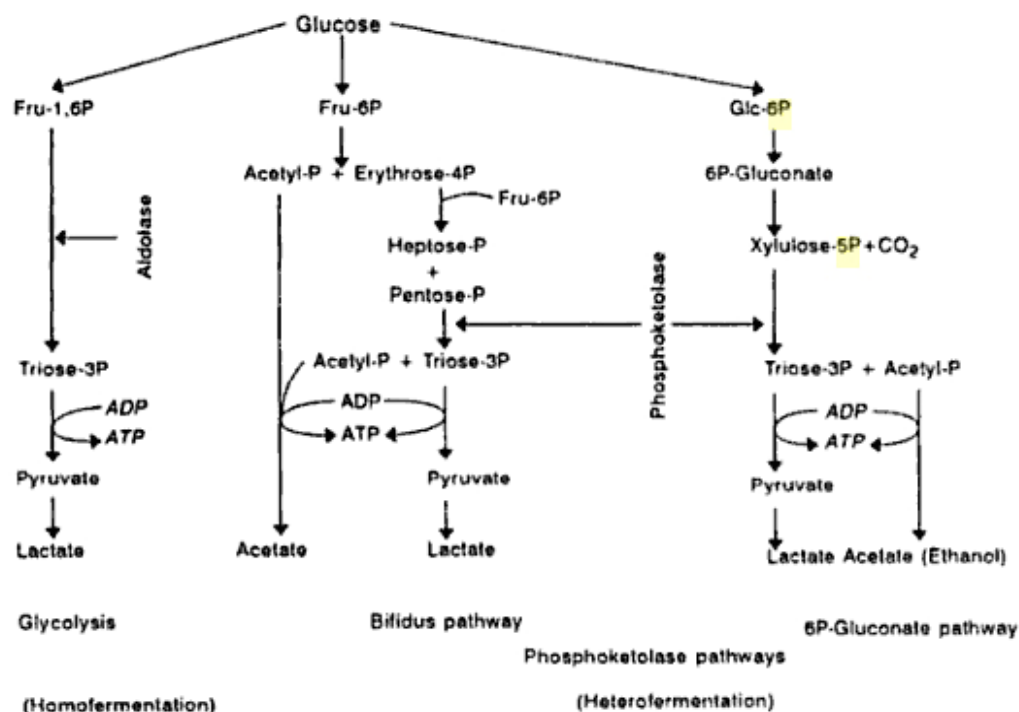 Glucose
Fru-1,6P Fru-6P Glc-6P
Acetyl-P + Erythrose-4P 6P-Gluconate
Fru-6P
Aldolase
Heptose-P Xylulose-5P+CO2
+
Pentose-P
Phosphoketolase
Triose-3P Acetyl-P + Triose-3P Triose-3P + Acetyl-P
ADP ADP ADP
ATP ATP ATP
Pyruvate Pyruvate Pyruvate
Lactate Acetate Lactate Lactate Acetate (Ethanol)
Glycolysis Bifidus pathway 6P-Gluconate pathway
Phosphoketolase pathways
(Homofermentation) (Heterofermentation)